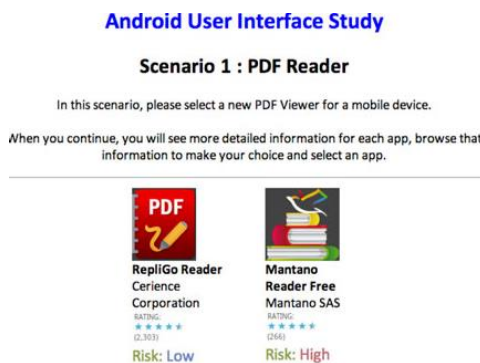 Android User Interface Study
Scenario 1 : PDF Reader
In this scenario, please select a new PDF Viewer for a mobile device.
When you continue, you will see more detailed information for each app, browse that
information to make your choice and select an app.
PDF
RepliGo Reader
Cerience
Corporation
RATING:
(2,303)
Risk: Low
Mantano
Reader Free
Mantano SAS
RATING:
(266)
Risk: High